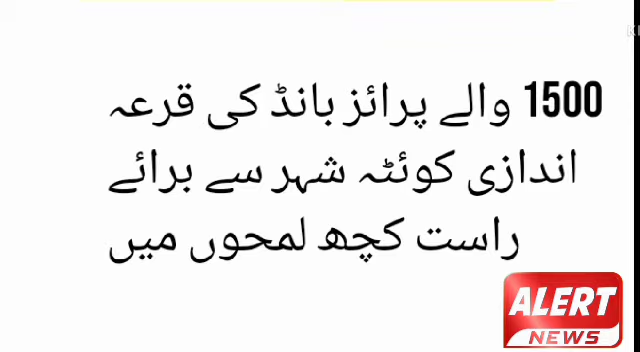 1500 والے پرائز بانڈ کی قرعہ
اندازی کوئٹہ شہر سے برائے
راست کچھ لمحوں میں
ALERT
NEWS